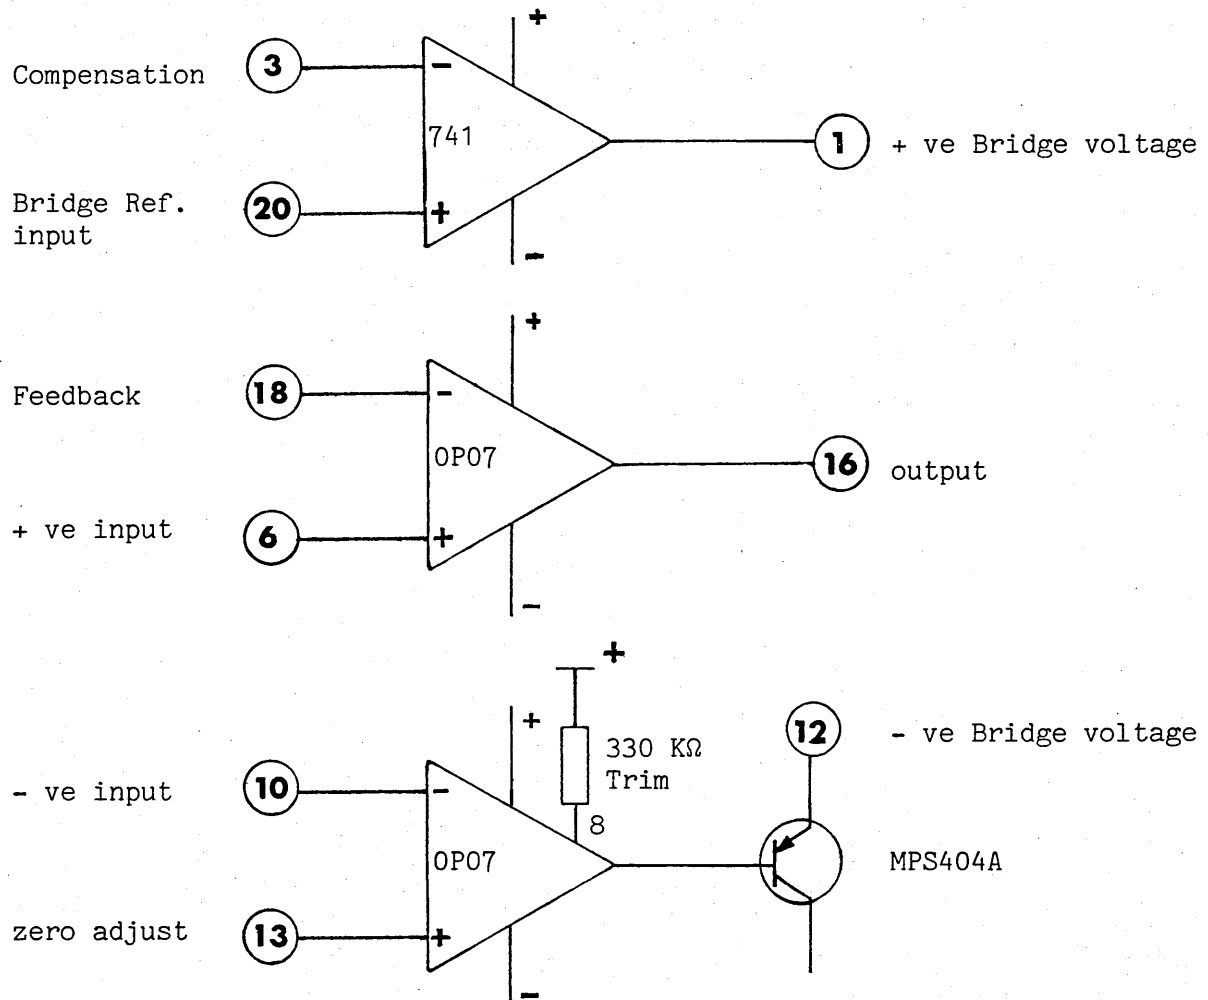 +
Compensation 3 −
741
1 + ve Bridge voltage
Bridge Ref.
input
20 +
−
+
Feedback 18 −
OP07
16 output
+ ve input 6 +
−
+
+
330 KΩ
Trim
12 - ve Bridge voltage
- ve input 10 −
8
OP07
MPS404A
zero adjust 13 +
−